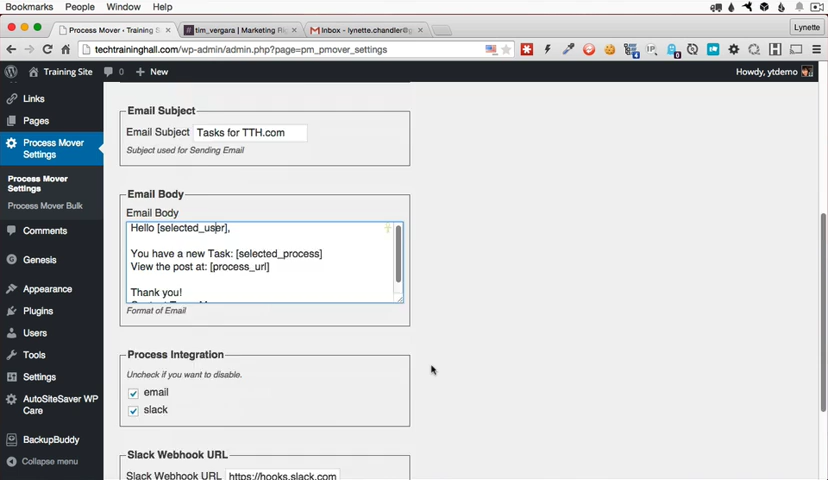 Bookmarks People Window Help
Process Mover ‹ Training S
tim_vergara | Marketing Rig
Inbox - lynette.chandler@g
Lynette
techtraininghall.com/wp-admin/admin.php?page=pm_pmover_settings
Training Site 0 + New
Howdy, ytdemo
Links
Pages
Process Mover
Settings
Process Mover
Settings
Process Mover Bulk
Comments
Genesis
Appearance
Plugins
Users
Tools
Settings
AutoSiteSaver WP
Care
BackupBuddy
Collapse menu
Email Subject
Email Subject Tasks for TTH.com
Subject used for Sending Email
Email Body
Email Body
Hello [selected_user],
You have a new Task: [selected_process]
View the post at: [process_url]
Thank you!
Format of Email
Process Integration
Uncheck if you want to disable.
email
slack
Slack Webhook URL
Slack Webhook URL https://hooks.slack.com